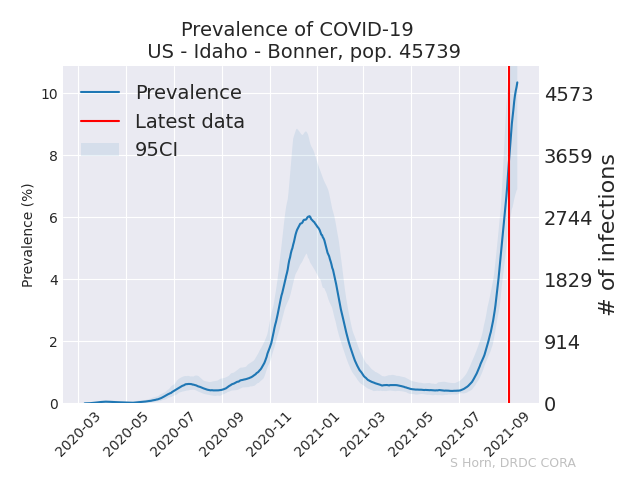 Prevalence of COVID-19
US - Idaho - Bonner, pop. 45739
Prevalence
Latest data
95CI
Prevalence (%)
10
8
6
4
2
0
4573
3659
2744
1829
914
0
# of infections
2020-03
2020-05
2020-07
2020-09
2020-11
2021-01
2021-03
2021-05
2021-07
2021-09
S Horn, DRDC CORA